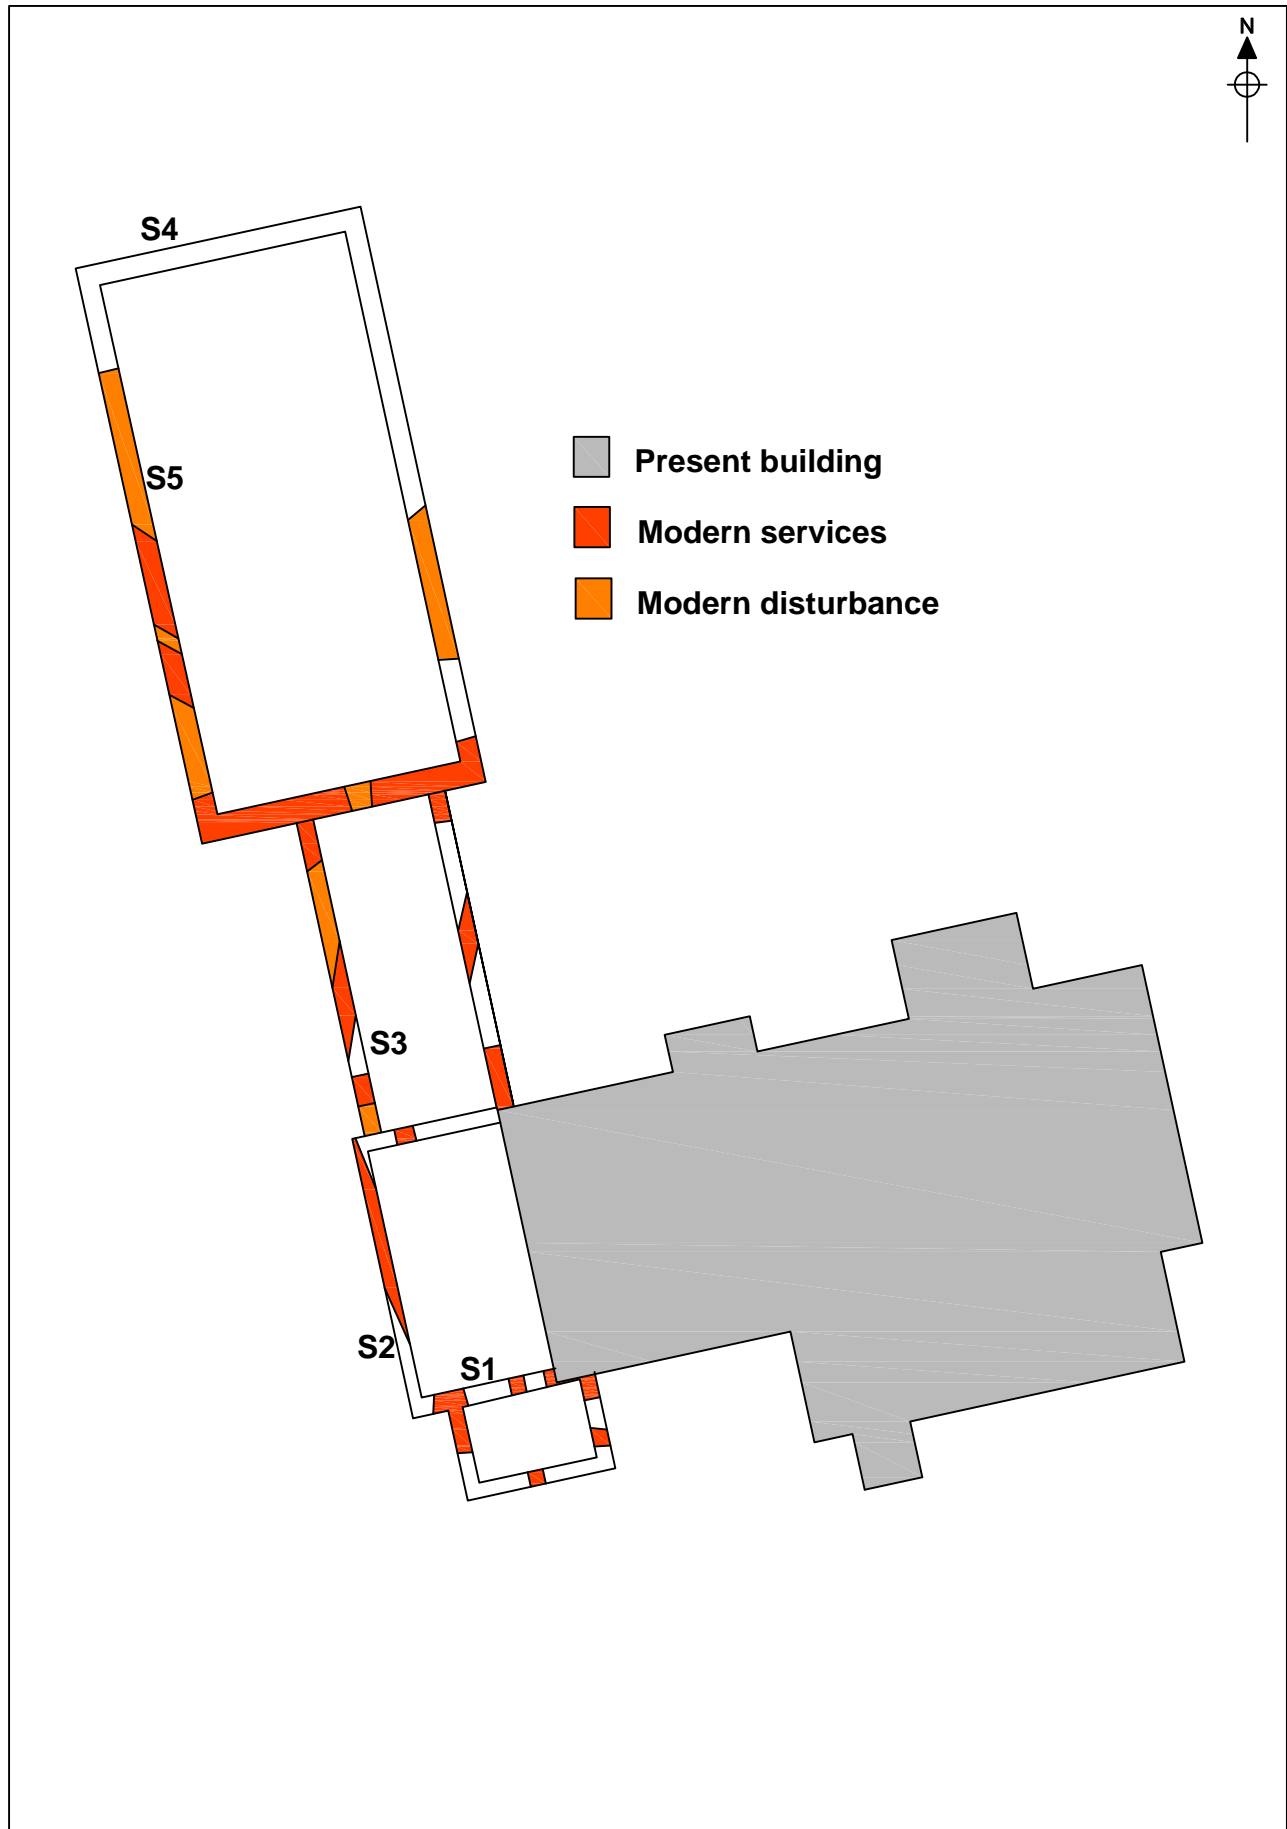 N
S4
Present building
S5
Modern services
Modern disturbance
S3
S2
S1